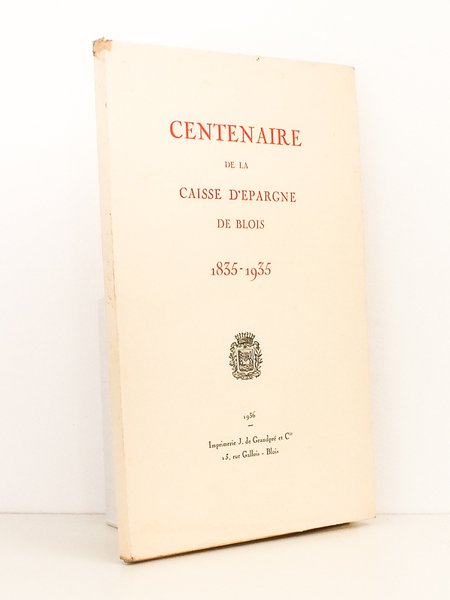 CENTENAIRE
DE LA
CAISSE D'EPARGNE
DE BLOIS
1835-1935
1936
Imprimerie J. de Grandpré et Cie
15, rue Gallois - Blois